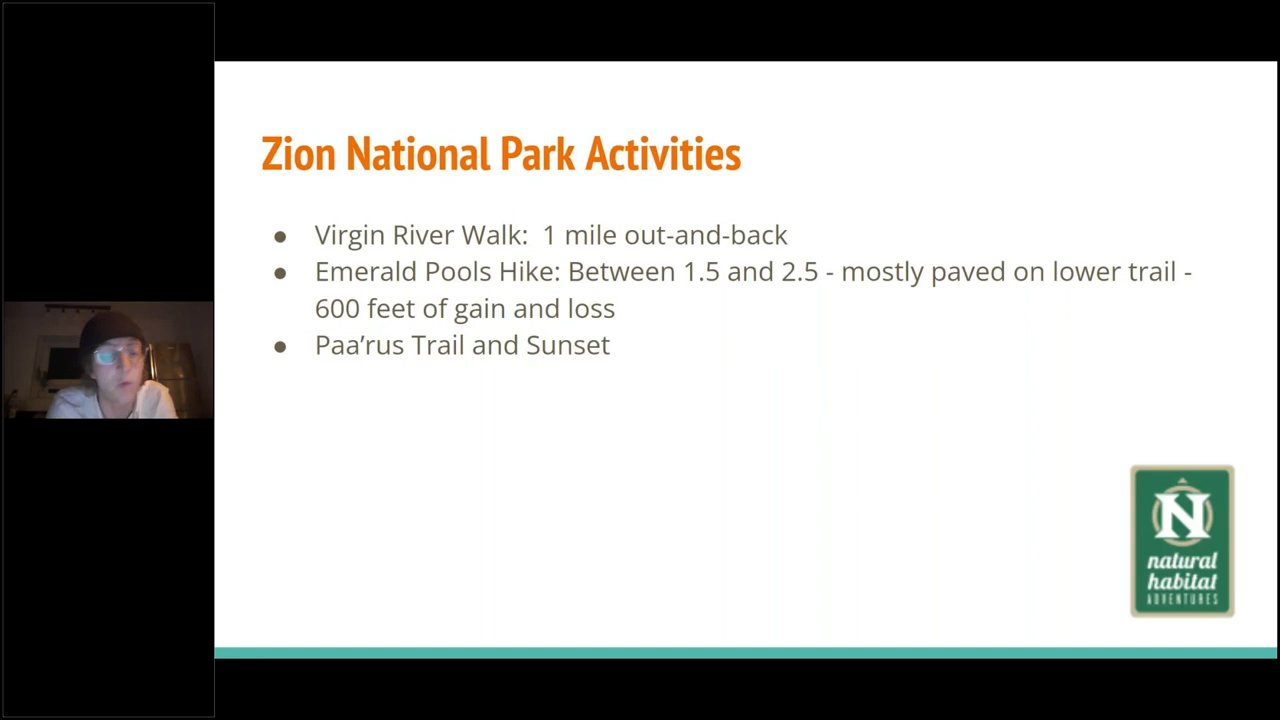 Zion National Park Activities
● Virgin River Walk:  1 mile out-and-back
● Emerald Pools Hike: Between 1.5 and 2.5 - mostly paved on lower trail -
600 feet of gain and loss
● Paa’rus Trail and Sunset
N
natural
habitat
ADVENTURES